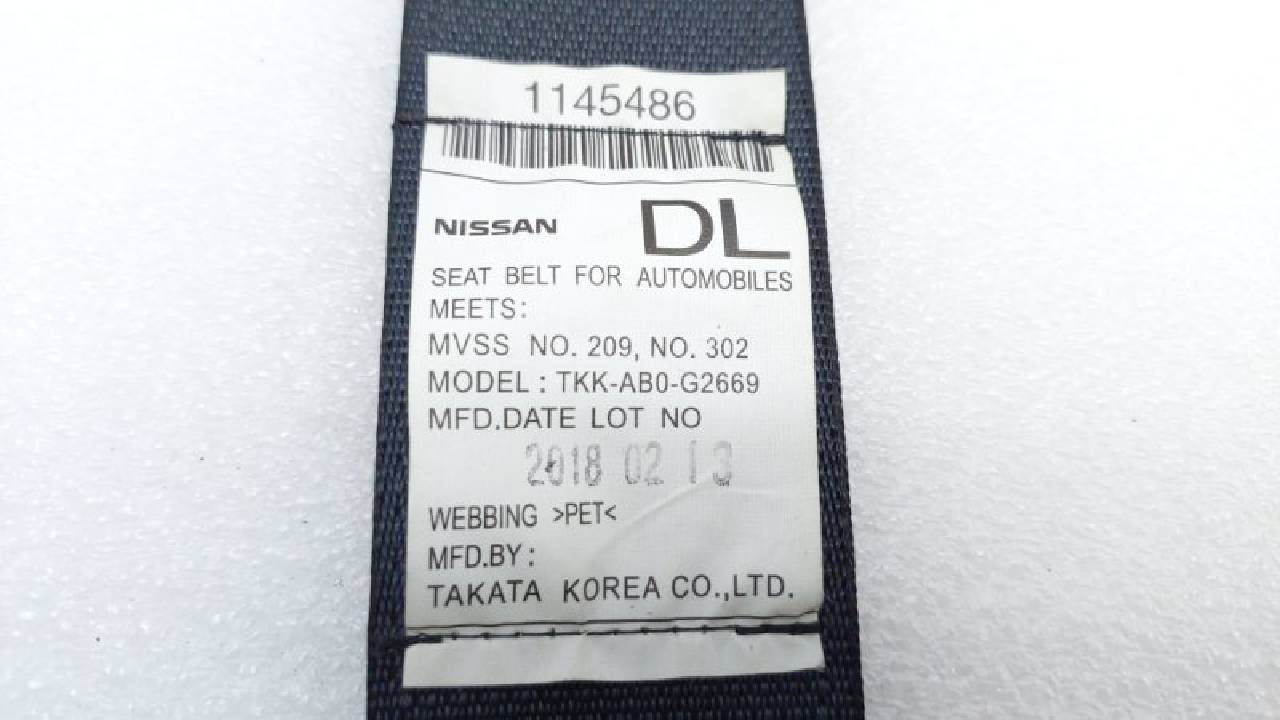 1145486
NISSAN DL
SEAT BELT FOR AUTOMOBILES
MEETS:
MVSS NO. 209, NO. 302
MODEL : TKK-AB0-G2669
MFD.DATE LOT NO
2018 02 13
WEBBING >PET<
MFD.BY :
TAKATA KOREA CO.,LTD.